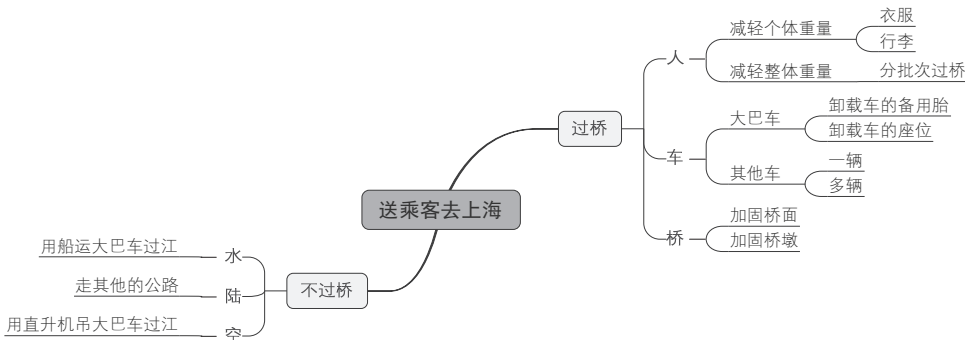 送乘客去上海
过桥
人
减轻个体重量
衣服
行李
减轻整体重量
分批次过桥
车
大巴车
卸载车的备用胎
卸载车的座位
其他车
一辆
多辆
桥
加固桥面
加固桥墩
不过桥
水
用船运大巴车过江
陆
走其他的公路
空
用直升机吊大巴车过江